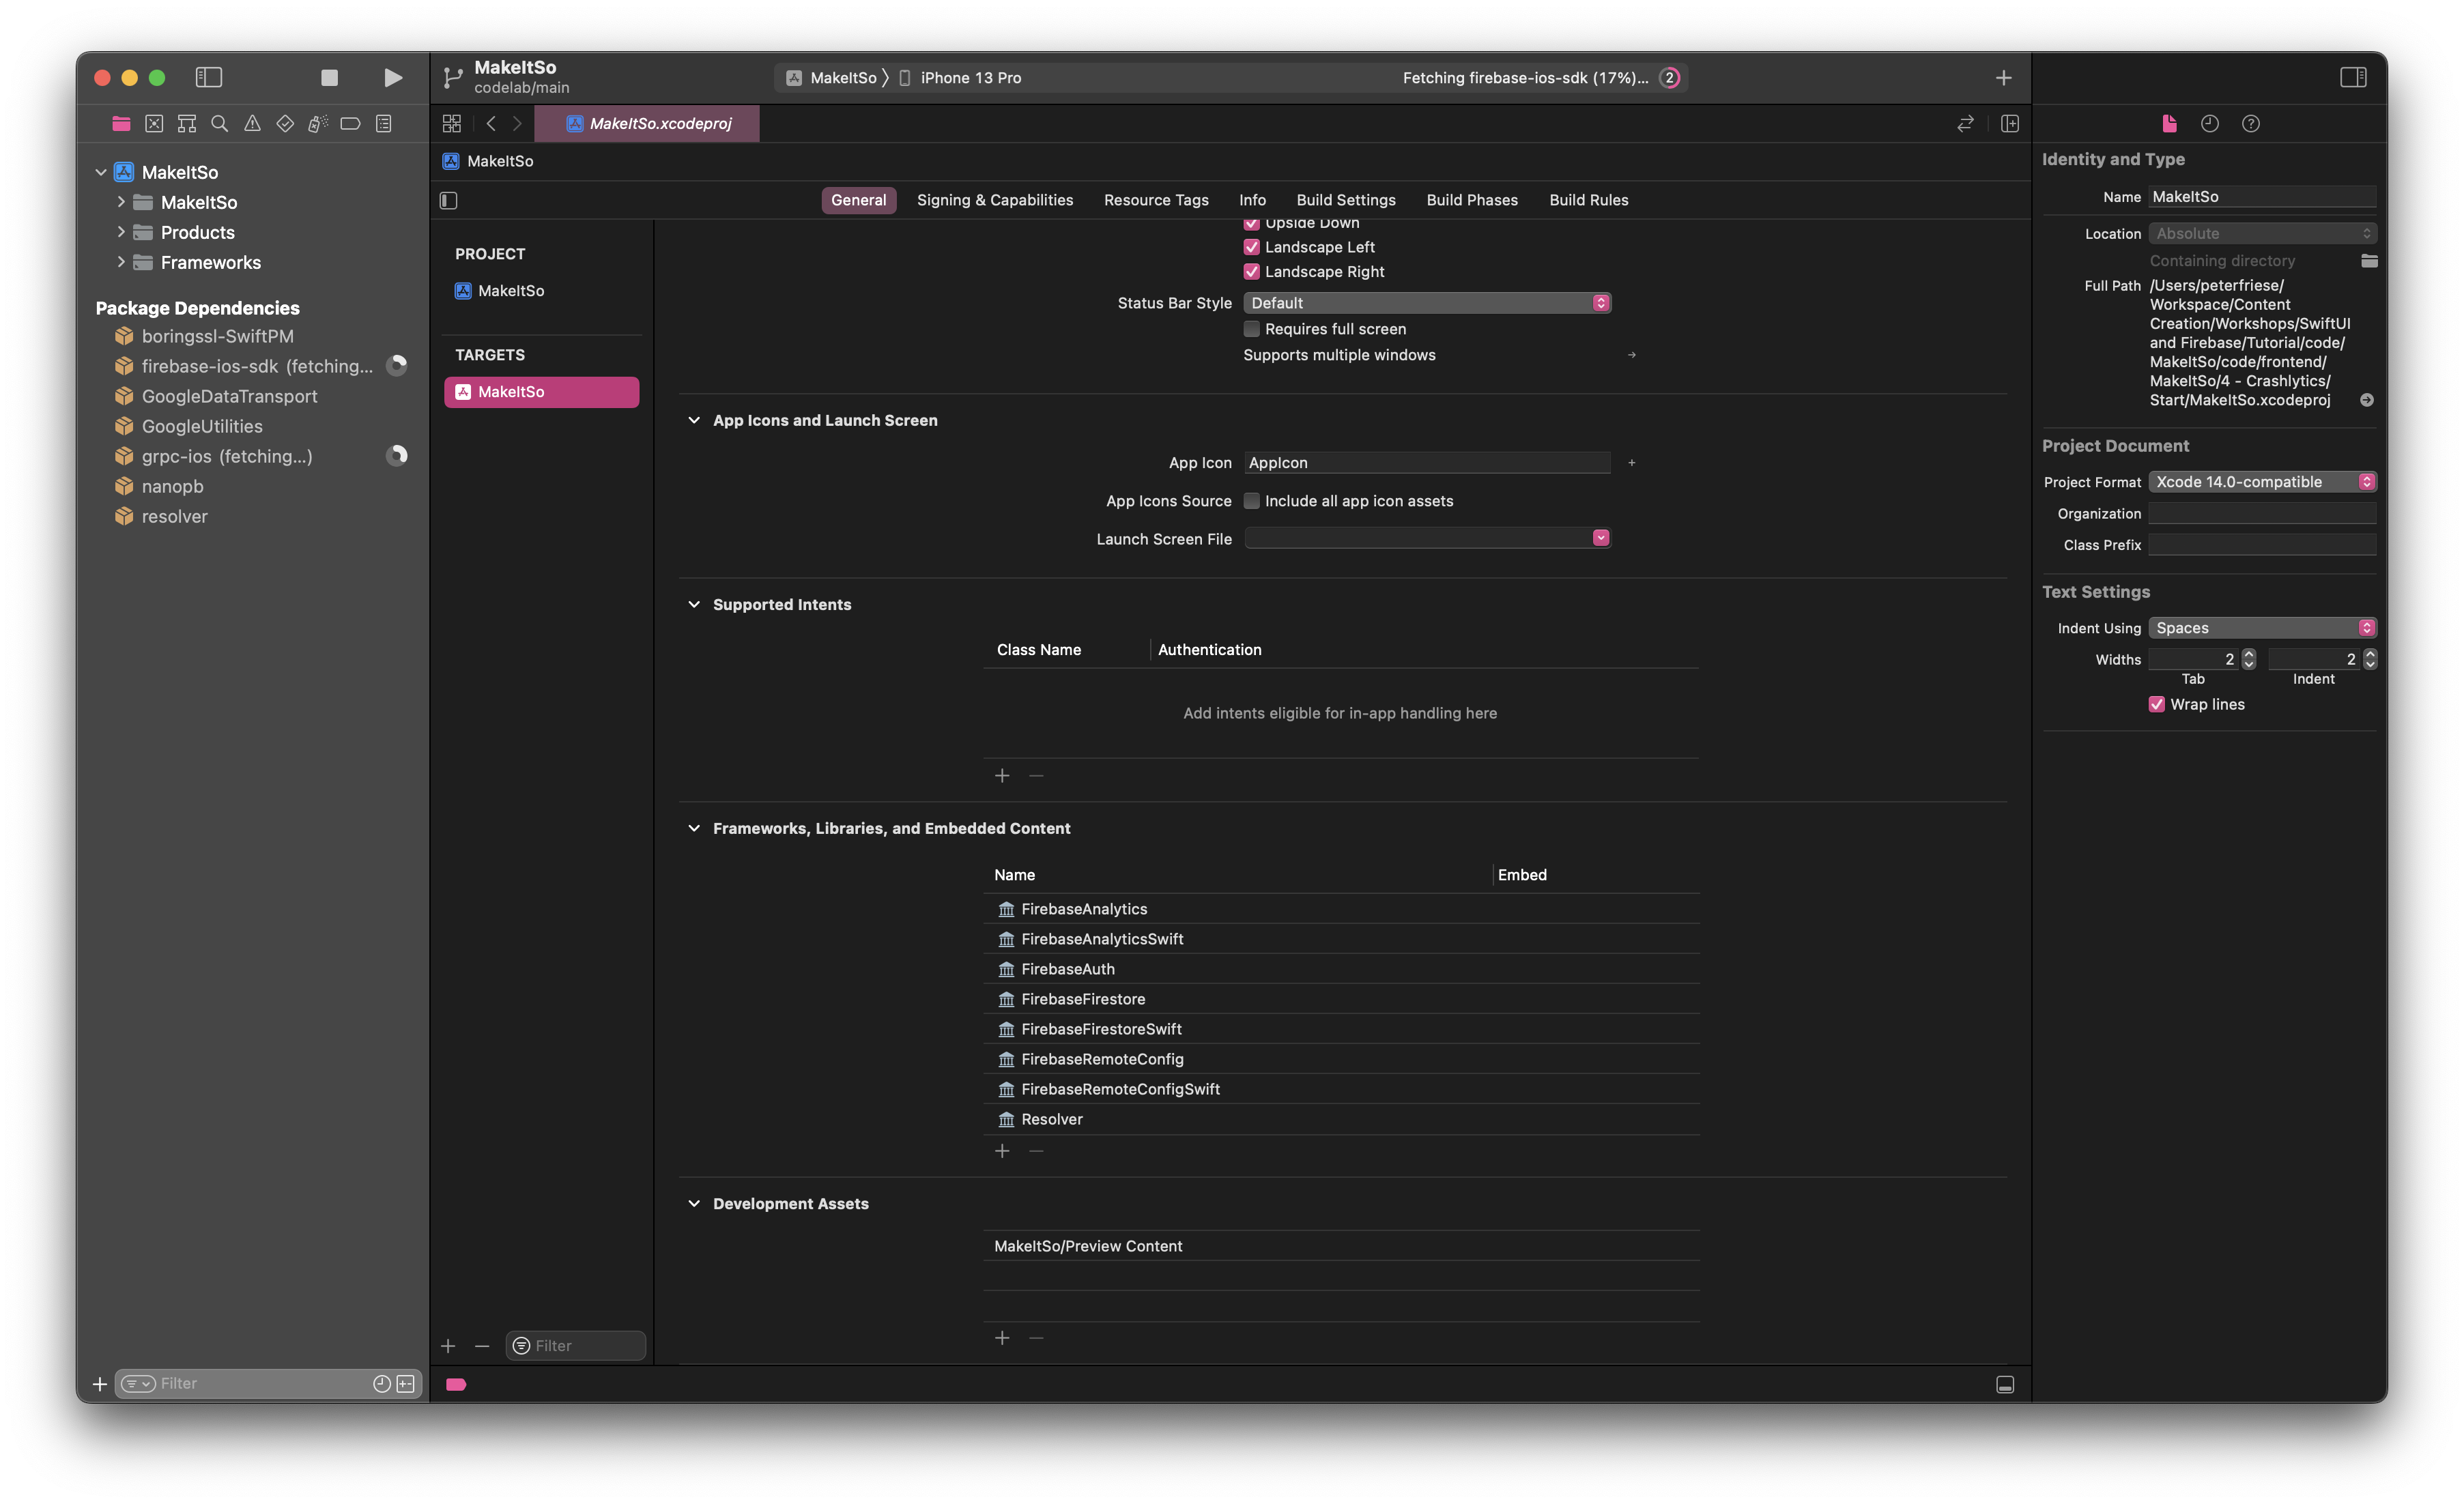 MakeItSo
codelab/main
MakeItSo
iPhone 13 Pro
Fetching firebase-ios-sdk (17%)...
2
MakeItSo.xcodeproj
MakeItSo
MakeItSo
MakeItSo
Products
Frameworks
Package Dependencies
boringssl-SwiftPM
firebase-ios-sdk (fetching...
GoogleDataTransport
GoogleUtilities
grpc-ios (fetching...)
nanopb
resolver
Filter
General
Signing & Capabilities
Resource Tags
Info
Build Settings
Build Phases
Build Rules
PROJECT
MakeItSo
TARGETS
MakeItSo
Filter
Upside Down
Landscape Left
Landscape Right
Status Bar Style
Default
Requires full screen
Supports multiple windows
App Icons and Launch Screen
App Icon
AppIcon
App Icons Source
Include all app icon assets
Launch Screen File
Supported Intents
Class Name
Authentication
Add intents eligible for in-app handling here
Frameworks, Libraries, and Embedded Content
Name
Embed
FirebaseAnalytics
FirebaseAnalyticsSwift
FirebaseAuth
FirebaseFirestore
FirebaseFirestoreSwift
FirebaseRemoteConfig
FirebaseRemoteConfigSwift
Resolver
Development Assets
MakeItSo/Preview Content
Identity and Type
Name
MakeItSo
Location
Absolute
Containing directory
Full Path
/Users/peterfriese/
Workspace/Content
Creation/Workshops/SwiftUI
and Firebase/Tutorial/code/
MakeItSo/code/frontend/
MakeItSo/4 - Crashlytics/
Start/MakeItSo.xcodeproj
Project Document
Project Format
Xcode 14.0-compatible
Organization
Class Prefix
Text Settings
Indent Using
Spaces
Widths
2
2
Tab
Indent
Wrap lines